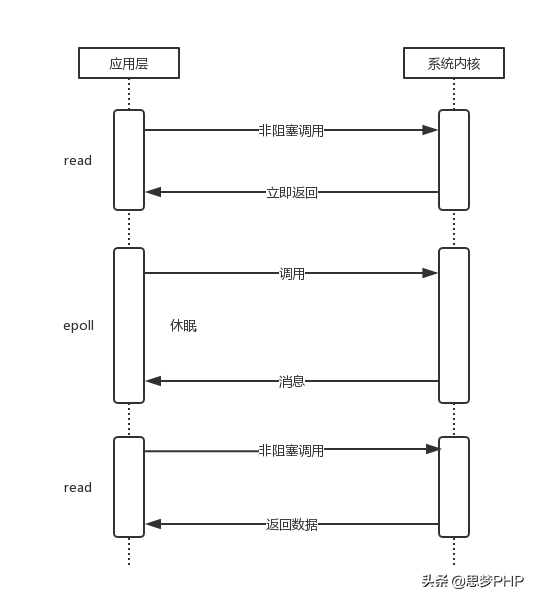 应用层
系统内核
非阻塞调用
read
立即返回
调用
epoll
休眠
消息
非阻塞调用
read
返回数据
头条 @思梦PHP